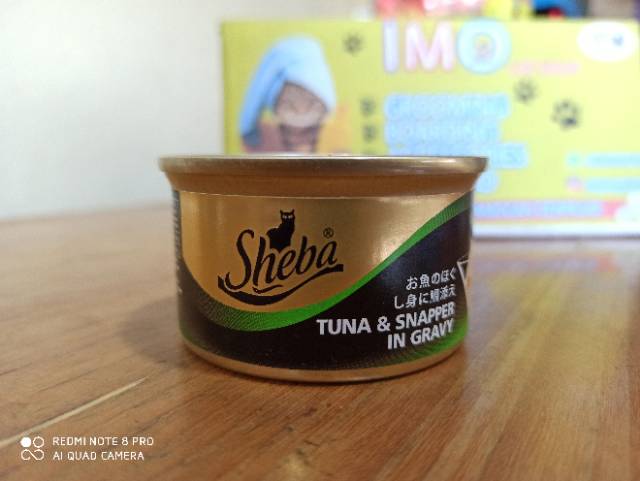 IMO
Sheba®
お魚のほぐ
し身に鯛添え
TUNA & SNAPPER
IN GRAVY
REDMI NOTE 8 PRO
AI QUAD CAMERA